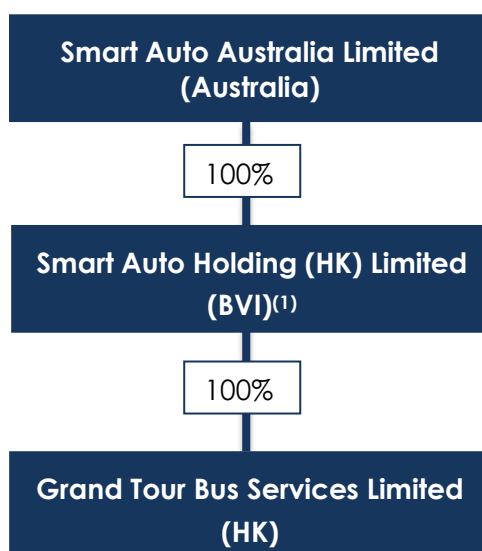 Smart Auto Australia Limited
(Australia)
100%
Smart Auto Holding (HK) Limited
(BVI)(1)
100%
Grand Tour Bus Services Limited
(HK)